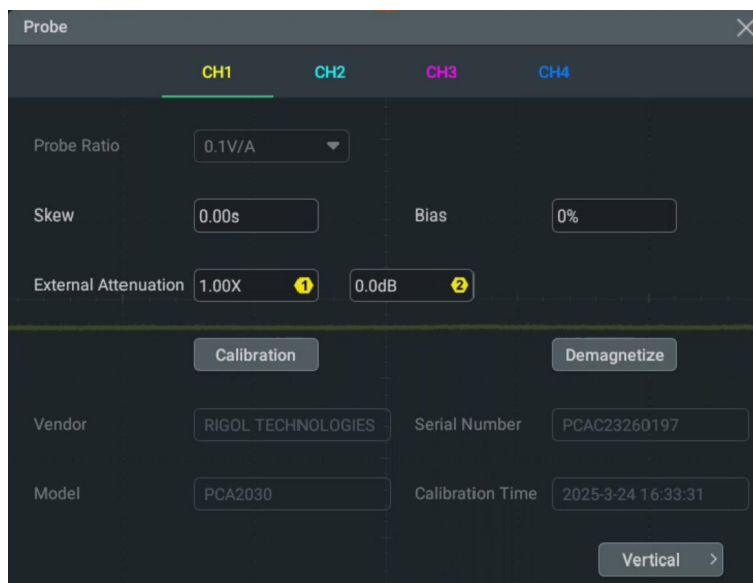 Probe
CH1 CH2 CH3 CH4
Probe Ratio 0.1V/A
Skew 0.00s Bias 0%
External Attenuation 1.00X 1 0.0dB 2
Calibration Demagnetize
Vendor RIGOL TECHNOLOGIES Serial Number PCAC23260197
Model PCA2030 Calibration Time 2025-3-24 16:33:31
Vertical >